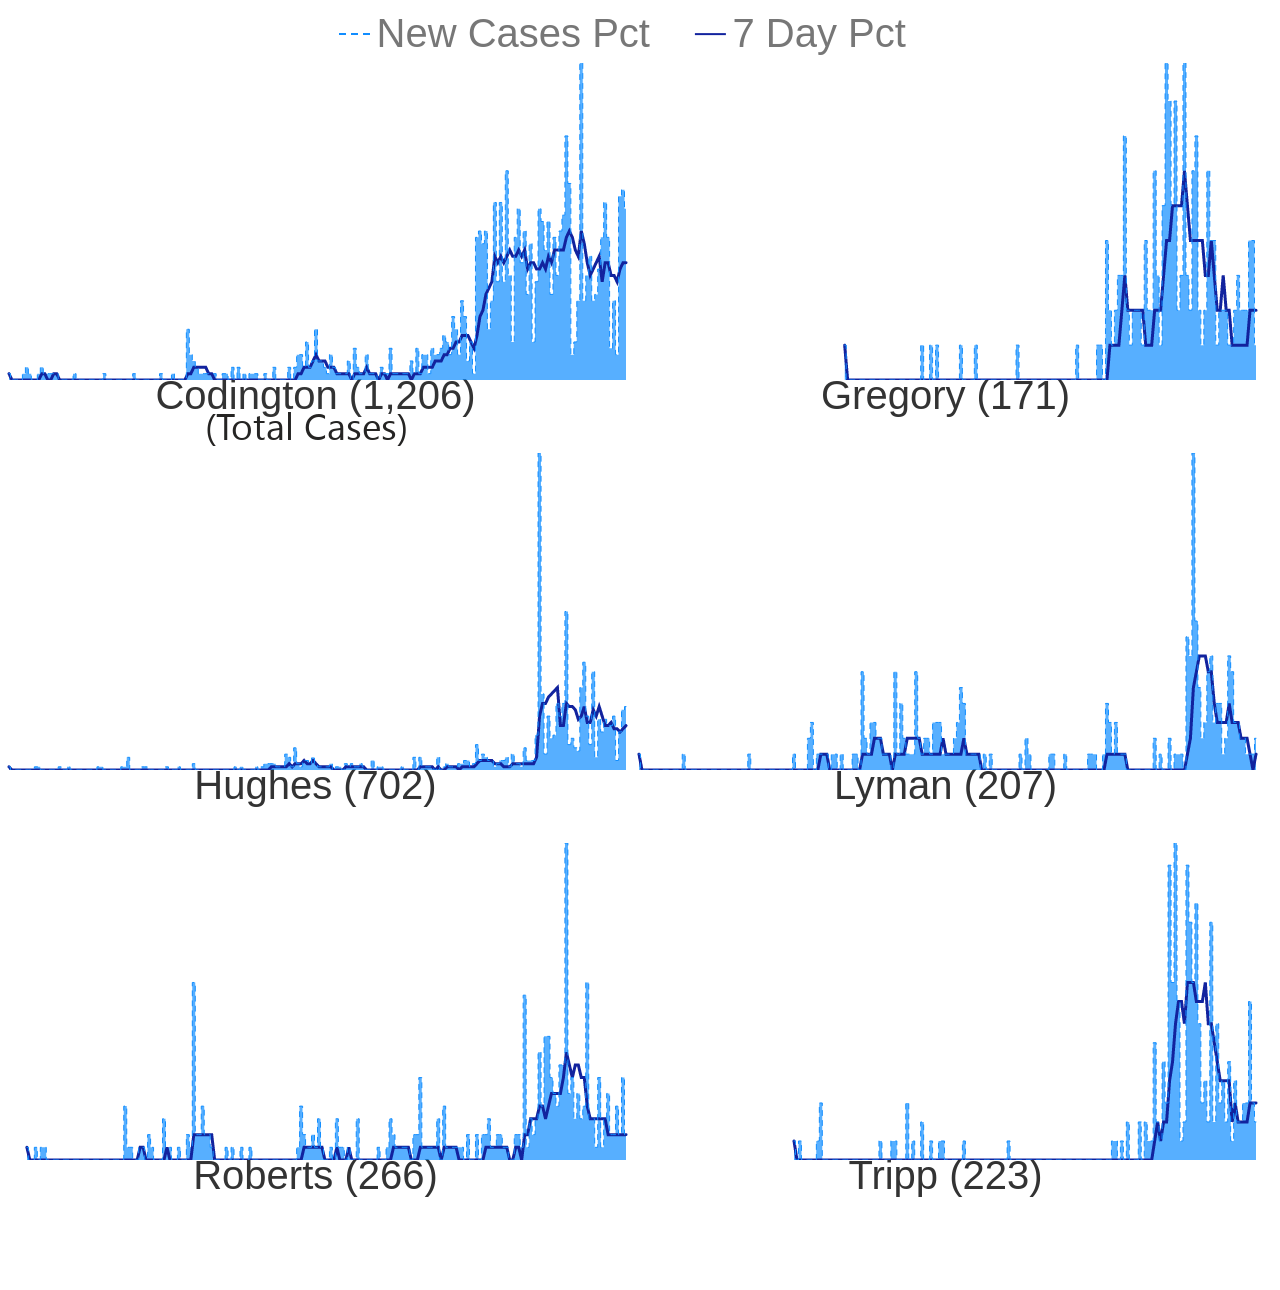 New Cases Pct 7 Day Pct
Codington (1,206) Gregory (171)
(Total Cases)
Hughes (702) Lyman (207)
Roberts (266) Tripp (223)